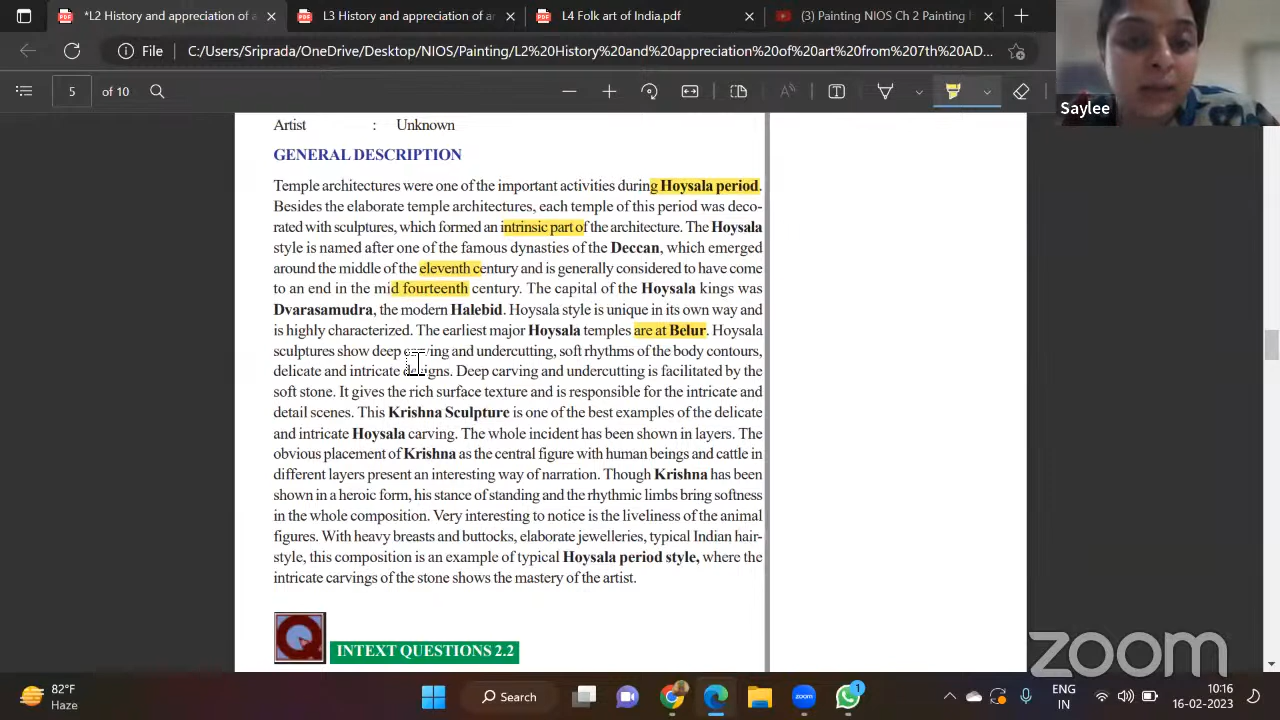 *L2 History and appreciation of a
L3 History and appreciation of a
L4 Folk art of India.pdf
(3) Painting NIOS Ch 2 Painting
File
C:/Users/Sriprada/OneDrive/Desktop/NIOS/Painting/L2%20History%20and%20appreciation%20of%20art%20from%207th%20AD...
5 of 10
Saylee
Artist : Unknown
GENERAL DESCRIPTION
Temple architectures were one of the important activities during Hoysala period.
Besides the elaborate temple architectures, each temple of this period was deco-
rated with sculptures, which formed an intrinsic part of the architecture. The Hoysala
style is named after one of the famous dynasties of the Deccan, which emerged
around the middle of the eleventh century and is generally considered to have come
to an end in the mid fourteenth century. The capital of the Hoysala kings was
Dvarasamudra, the modern Halebid. Hoysala style is unique in its own way and
is highly characterized. The earliest major Hoysala temples are at Belur. Hoysala
sculptures show deep carving and undercutting, soft rhythms of the body contours,
delicate and intricate designs. Deep carving and undercutting is facilitated by the
soft stone. It gives the rich surface texture and is responsible for the intricate and
detail scenes. This Krishna Sculpture is one of the best examples of the delicate
and intricate Hoysala carving. The whole incident has been shown in layers. The
obvious placement of Krishna as the central figure with human beings and cattle in
different layers present an interesting way of narration. Though Krishna has been
shown in a heroic form, his stance of standing and the rhythmic limbs bring softness
in the whole composition. Very interesting to notice is the liveliness of the animal
figures. With heavy breasts and buttocks, elaborate jewelleries, typical Indian hair-
style, this composition is an example of typical Hoysala period style, where the
intricate carvings of the stone shows the mastery of the artist.
Q
INTEXT QUESTIONS 2.2
zoom
82°F
Haze
Search
zoom
1
ENG
IN
10:16
16-02-2023